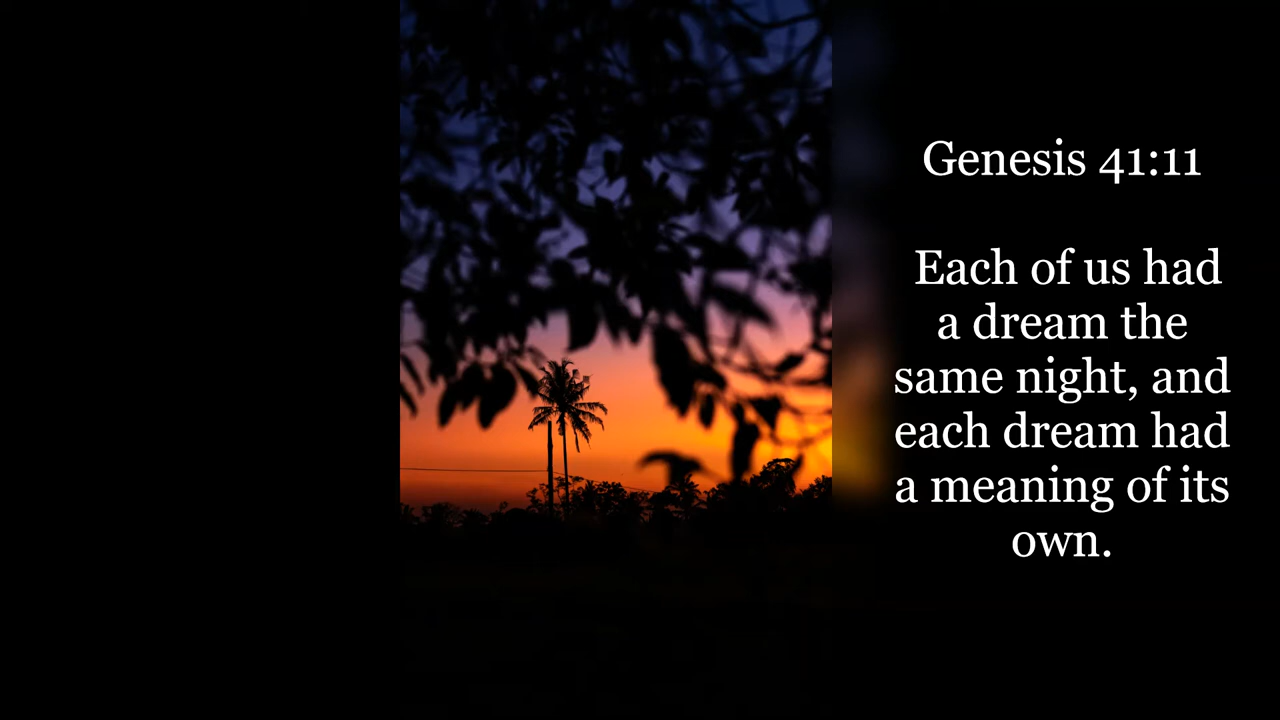 Genesis 41:11
Each of us had
a dream the
same night, and
each dream had
a meaning of its
own.